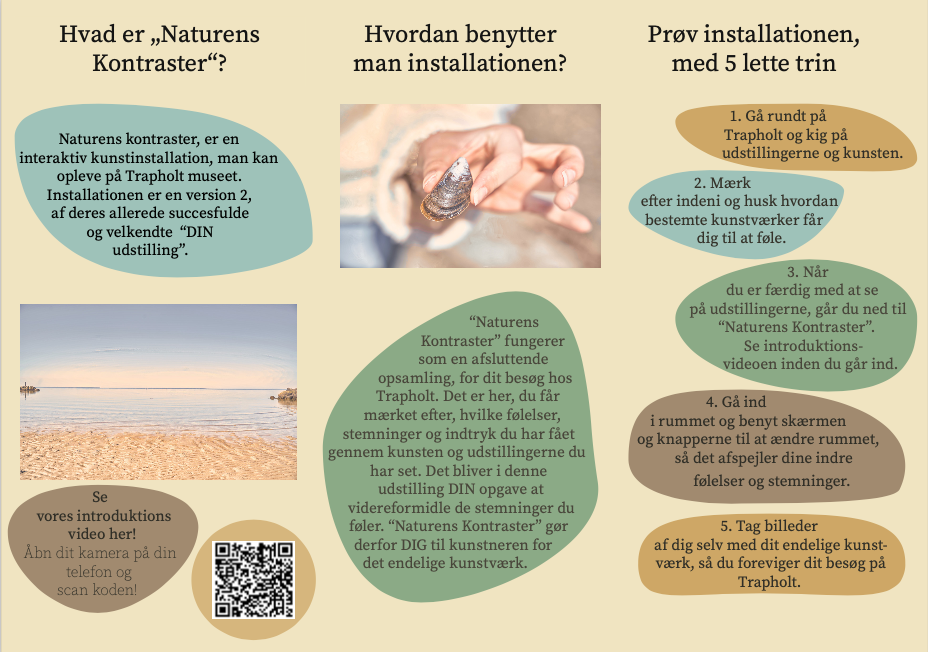 Hvad er „Naturens
Kontraster“?
Naturens kontraster, er en
interaktiv kunstinstallation, man kan
opleve på Trapholt museet.
Installationen er en version 2,
af deres allerede succesfulde
og velkendte “DIN
udstilling”.
Se
vores introduktions
video her!
Åbn dit kamera på din
telefon og
scan koden!
Hvordan benytter
man installationen?
“Naturens
Kontraster” fungerer
som en afsluttende
opsamling, for dit besøg hos
Trapholt. Det er her, du får
mærket efter, hvilke følelser,
stemninger og indtryk du har fået
gennem kunsten og udstillingerne du
har set. Det bliver i denne
udstilling DIN opgave at
videreformidle de stemninger du
føler. “Naturens Kontraster” gør
derfor DIG til kunstneren for
det endelige kunstværk.
Prøv installationen,
med 5 lette trin
1. Gå rundt på
Trapholt og kig på
udstillingerne og kunsten.
2. Mærk
efter indeni og husk hvordan
bestemte kunstværker får
dig til at føle.
3. Når
du er færdig med at se
på udstillingerne, går du ned til
“Naturens Kontraster”.
Se introduktions-
videoen inden du går ind.
4. Gå ind
i rummet og benyt skærmen
og knapperne til at ændre rummet,
så det afspejler dine indre
følelser og stemninger.
5. Tag billeder
af dig selv med dit endelige kunst-
værk, så du foreviger dit besøg på
Trapholt.